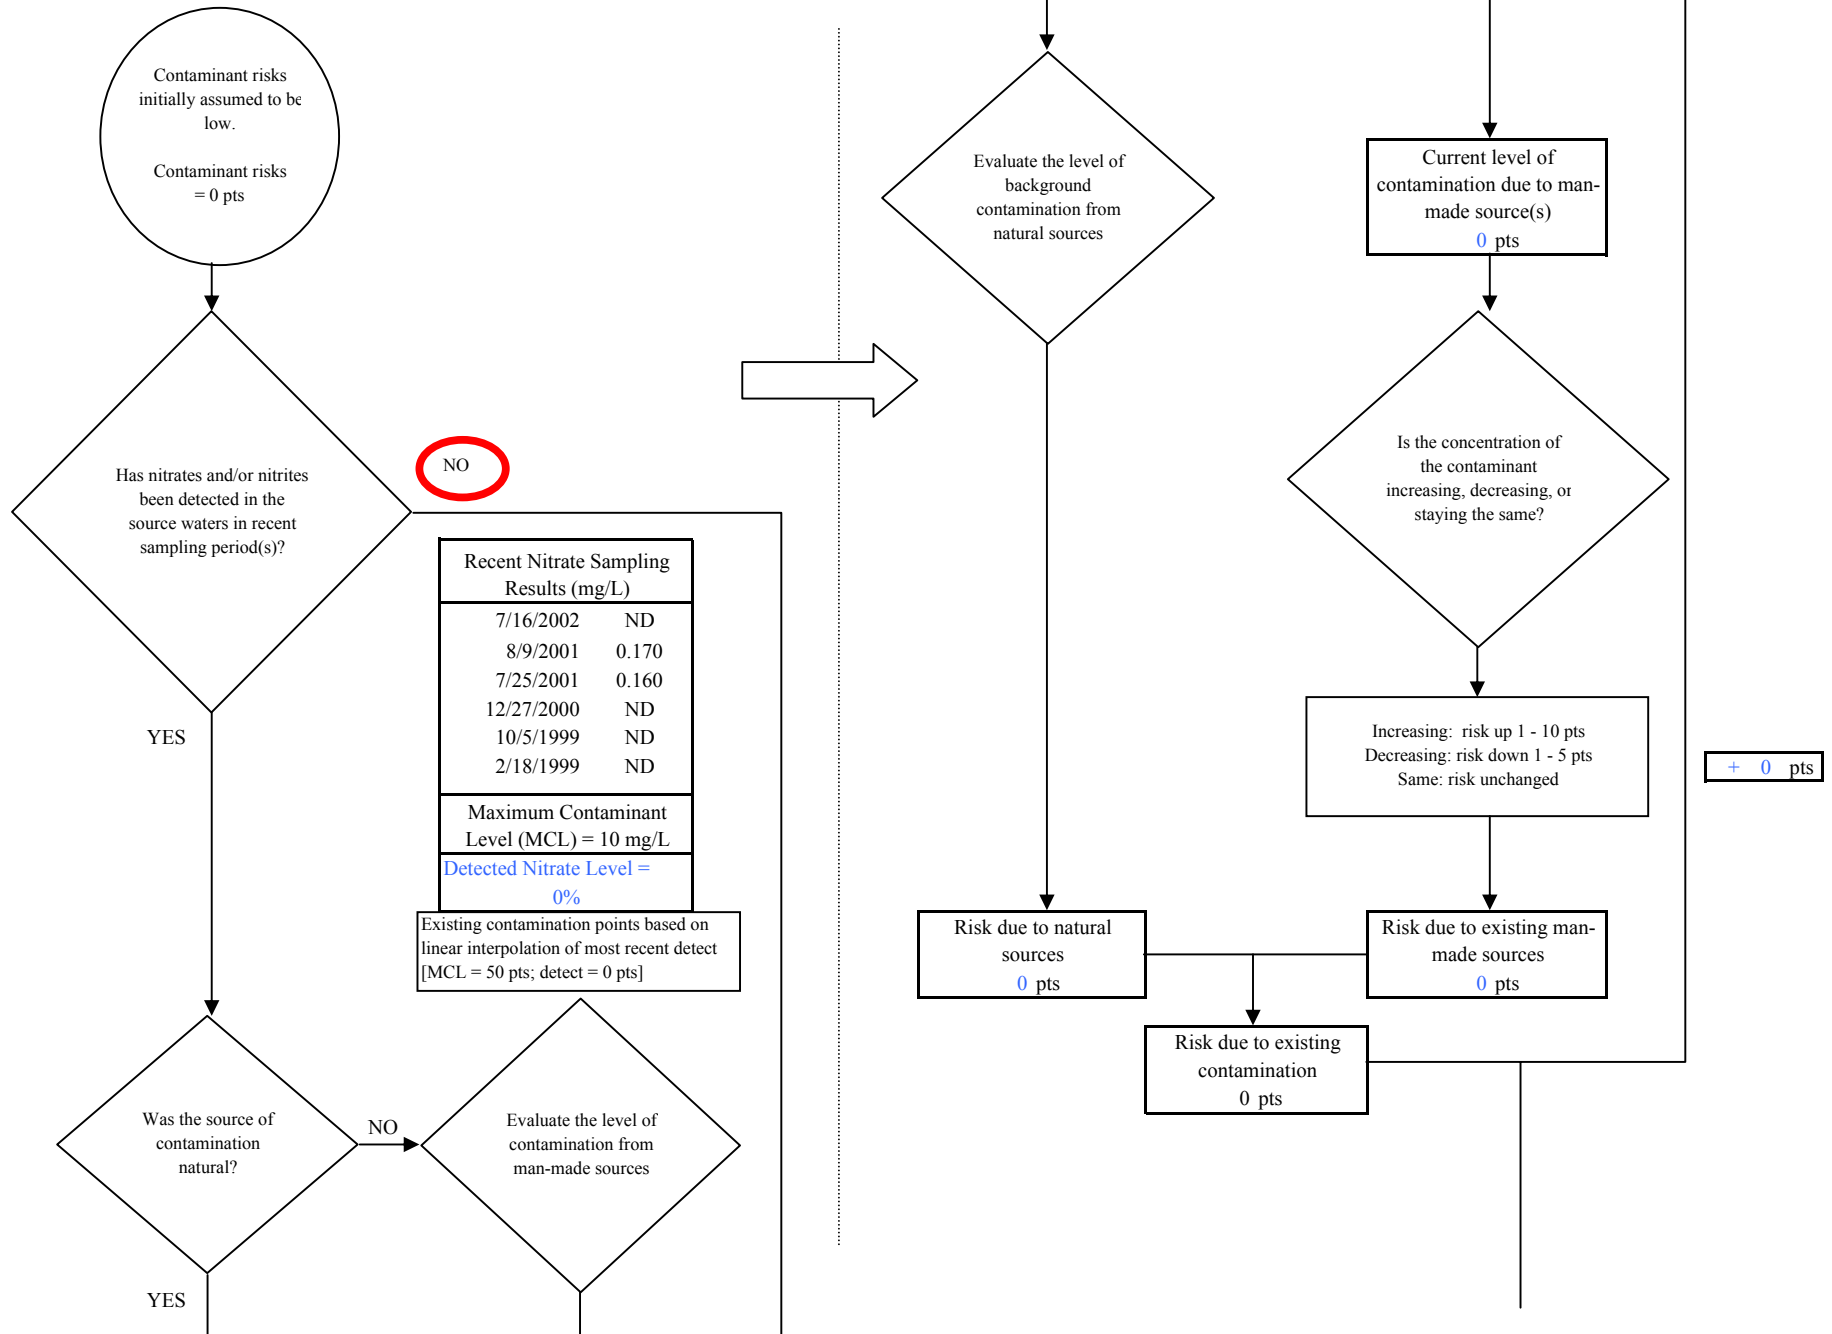 Contaminant risks
initially assumed to be
low.
Contaminant risks
= 0 pts
Has nitrates and/or nitrites
been detected in the
source waters in recent
sampling period(s)?
NO
YES
Recent Nitrate Sampling
Results (mg/L)
7/16/2002 ND
8/9/2001 0.170
7/25/2001 0.160
12/27/2000 ND
10/5/1999 ND
2/18/1999 ND
Maximum Contaminant
Level (MCL) = 10 mg/L
Detected Nitrate Level =
0%
Existing contamination points based on
linear interpolation of most recent detect
[MCL = 50 pts; detect = 0 pts]
Was the source of
contamination
natural?
NO
YES
Evaluate the level of
contamination from
man-made sources
Evaluate the level of
background
contamination from
natural sources
Current level of
contamination due to man-
made source(s)
0 pts
Is the concentration of
the contaminant
increasing, decreasing, or
staying the same?
Increasing: risk up 1 - 10 pts
Decreasing: risk down 1 - 5 pts
Same: risk unchanged
+ 0 pts
Risk due to natural
sources
0 pts
Risk due to existing man-
made sources
0 pts
Risk due to existing
contamination
0 pts